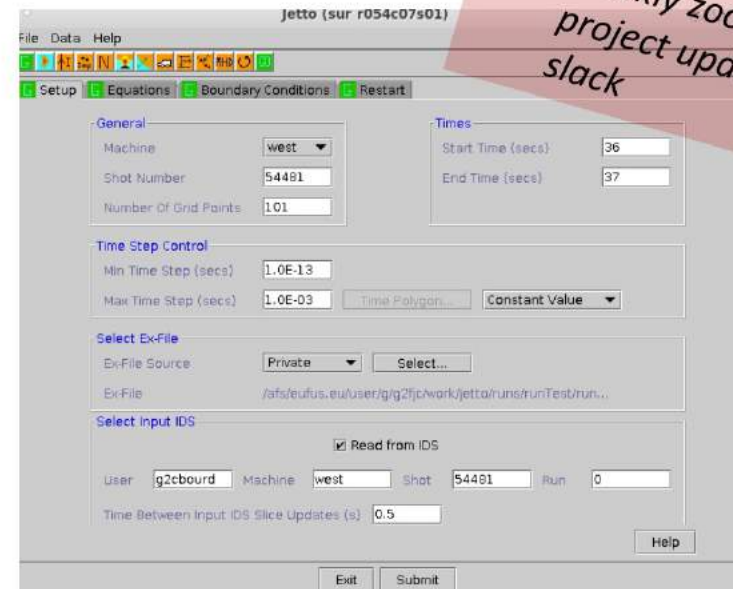 Jetto (sur r054c07s01)
project
slack
File Data Help
Setup Equations Boundary Conditions Restart
General
Machine west
Shot Number 54481
Number Of Grid Points 101
Times
Start Time (secs) 36
End Time (secs) 37
Time Step Control
Min Time Step (secs) 1.0E-13
Max Time Step (secs) 1.0E-03 Time Polygon... Constant Value
Select Ex-File
Ex-File Source Private Select...
Ex-File /afs/eufus.eu/user/g/g2fjc/work/jetto/runs/runTest/run...
Select Input IDS
Read from IDS
User g2cbourd Machine west Shot 54481 Run 0
Time Between Input IDS Slice Updates (s) 0.5
Help
Exit Submit